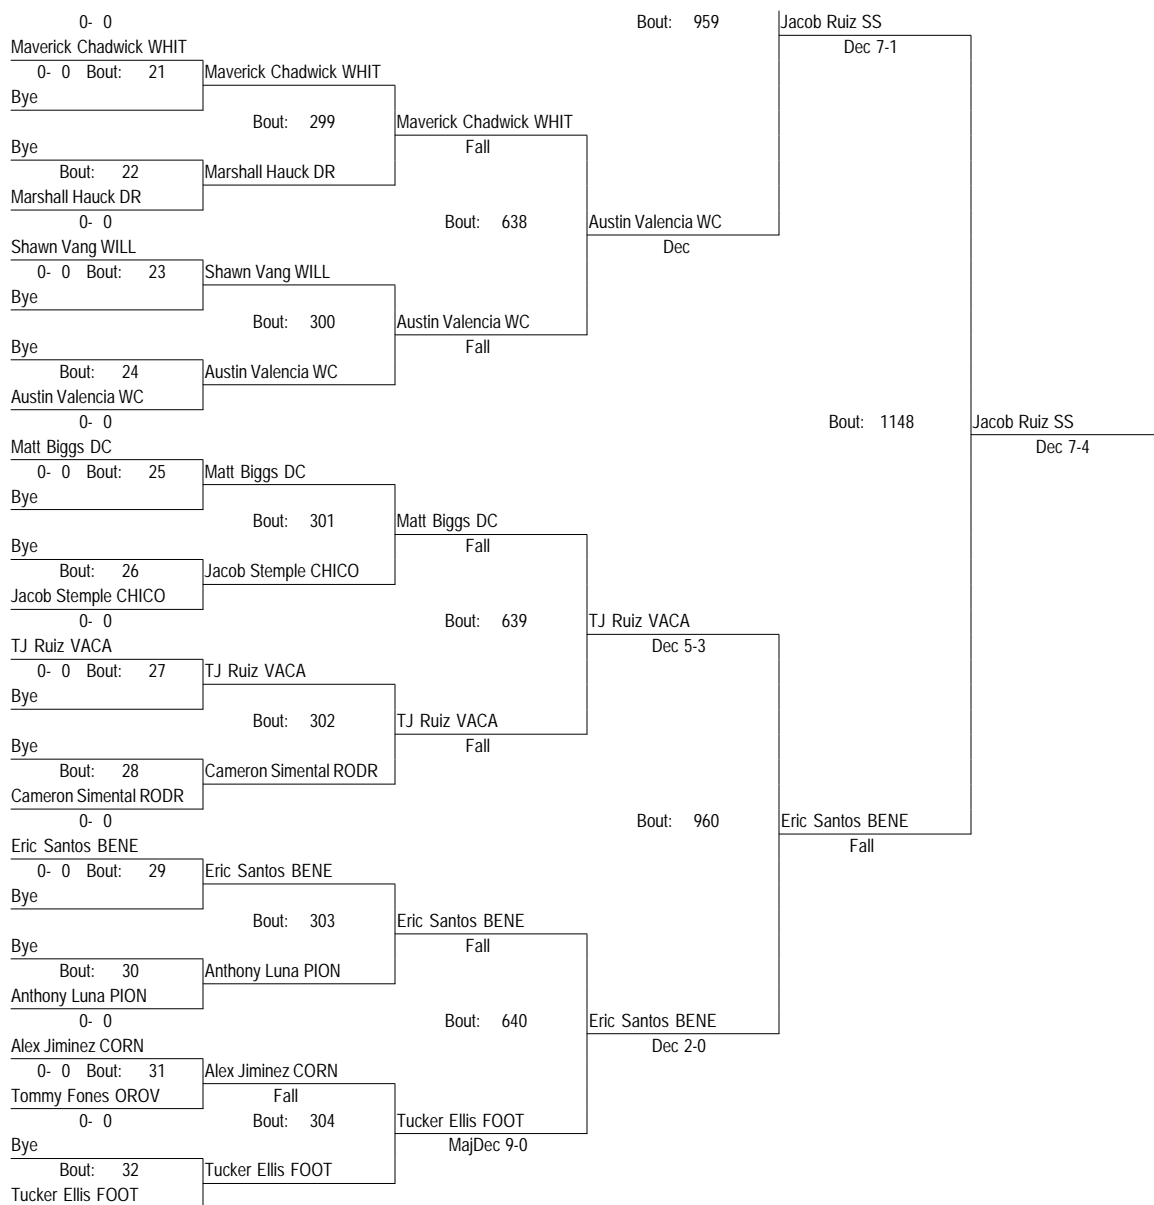 0- 0 Bout: 959 Jacob Ruiz SS
Maverick Chadwick WHIT Dec 7-1
0- 0 Bout: 21 Maverick Chadwick WHIT
Bye
Bout: 299 Maverick Chadwick WHIT
Bye Fall
Bout: 22 Marshall Hauck DR
Marshall Hauck DR
0- 0 Bout: 638 Austin Valencia WC
Shawn Vang WILL Dec
0- 0 Bout: 23 Shawn Vang WILL
Bye
Bout: 300 Austin Valencia WC
Bye Fall
Bout: 24 Austin Valencia WC
Austin Valencia WC
0- 0 Bout: 1148 Jacob Ruiz SS
Matt Biggs DC Dec 7-4
0- 0 Bout: 25 Matt Biggs DC
Bye
Bout: 301 Matt Biggs DC
Bye Fall
Bout: 26 Jacob Stemple CHICO
Jacob Stemple CHICO
0- 0 Bout: 639 TJ Ruiz VACA
TJ Ruiz VACA Dec 5-3
0- 0 Bout: 27 TJ Ruiz VACA
Bye
Bout: 302 TJ Ruiz VACA
Bye Fall
Bout: 28 Cameron Simental RODR
Cameron Simental RODR
0- 0 Bout: 960 Eric Santos BENE
Eric Santos BENE Fall
0- 0 Bout: 29 Eric Santos BENE
Bye
Bout: 303 Eric Santos BENE
Bye Fall
Bout: 30 Anthony Luna PION
Anthony Luna PION
0- 0 Bout: 640 Eric Santos BENE
Alex Jiminez CORN Dec 2-0
0- 0 Bout: 31 Alex Jiminez CORN
Tommy Fones OROV Fall
0- 0 Bout: 304 Tucker Ellis FOOT
Bye MajDec 9-0
Bout: 32 Tucker Ellis FOOT
Tucker Ellis FOOT